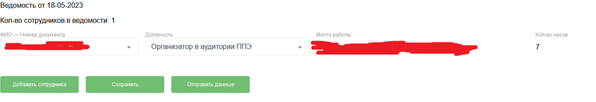 Ведомость от 18-05-2023
Кол-во сотрудников в ведомости: 1
ФИО — Номер документа Должность Место работы Кол-во часов
Организатор в аудитории ППЭ 7
Добавить сотрудника Сохранить Отправить данные